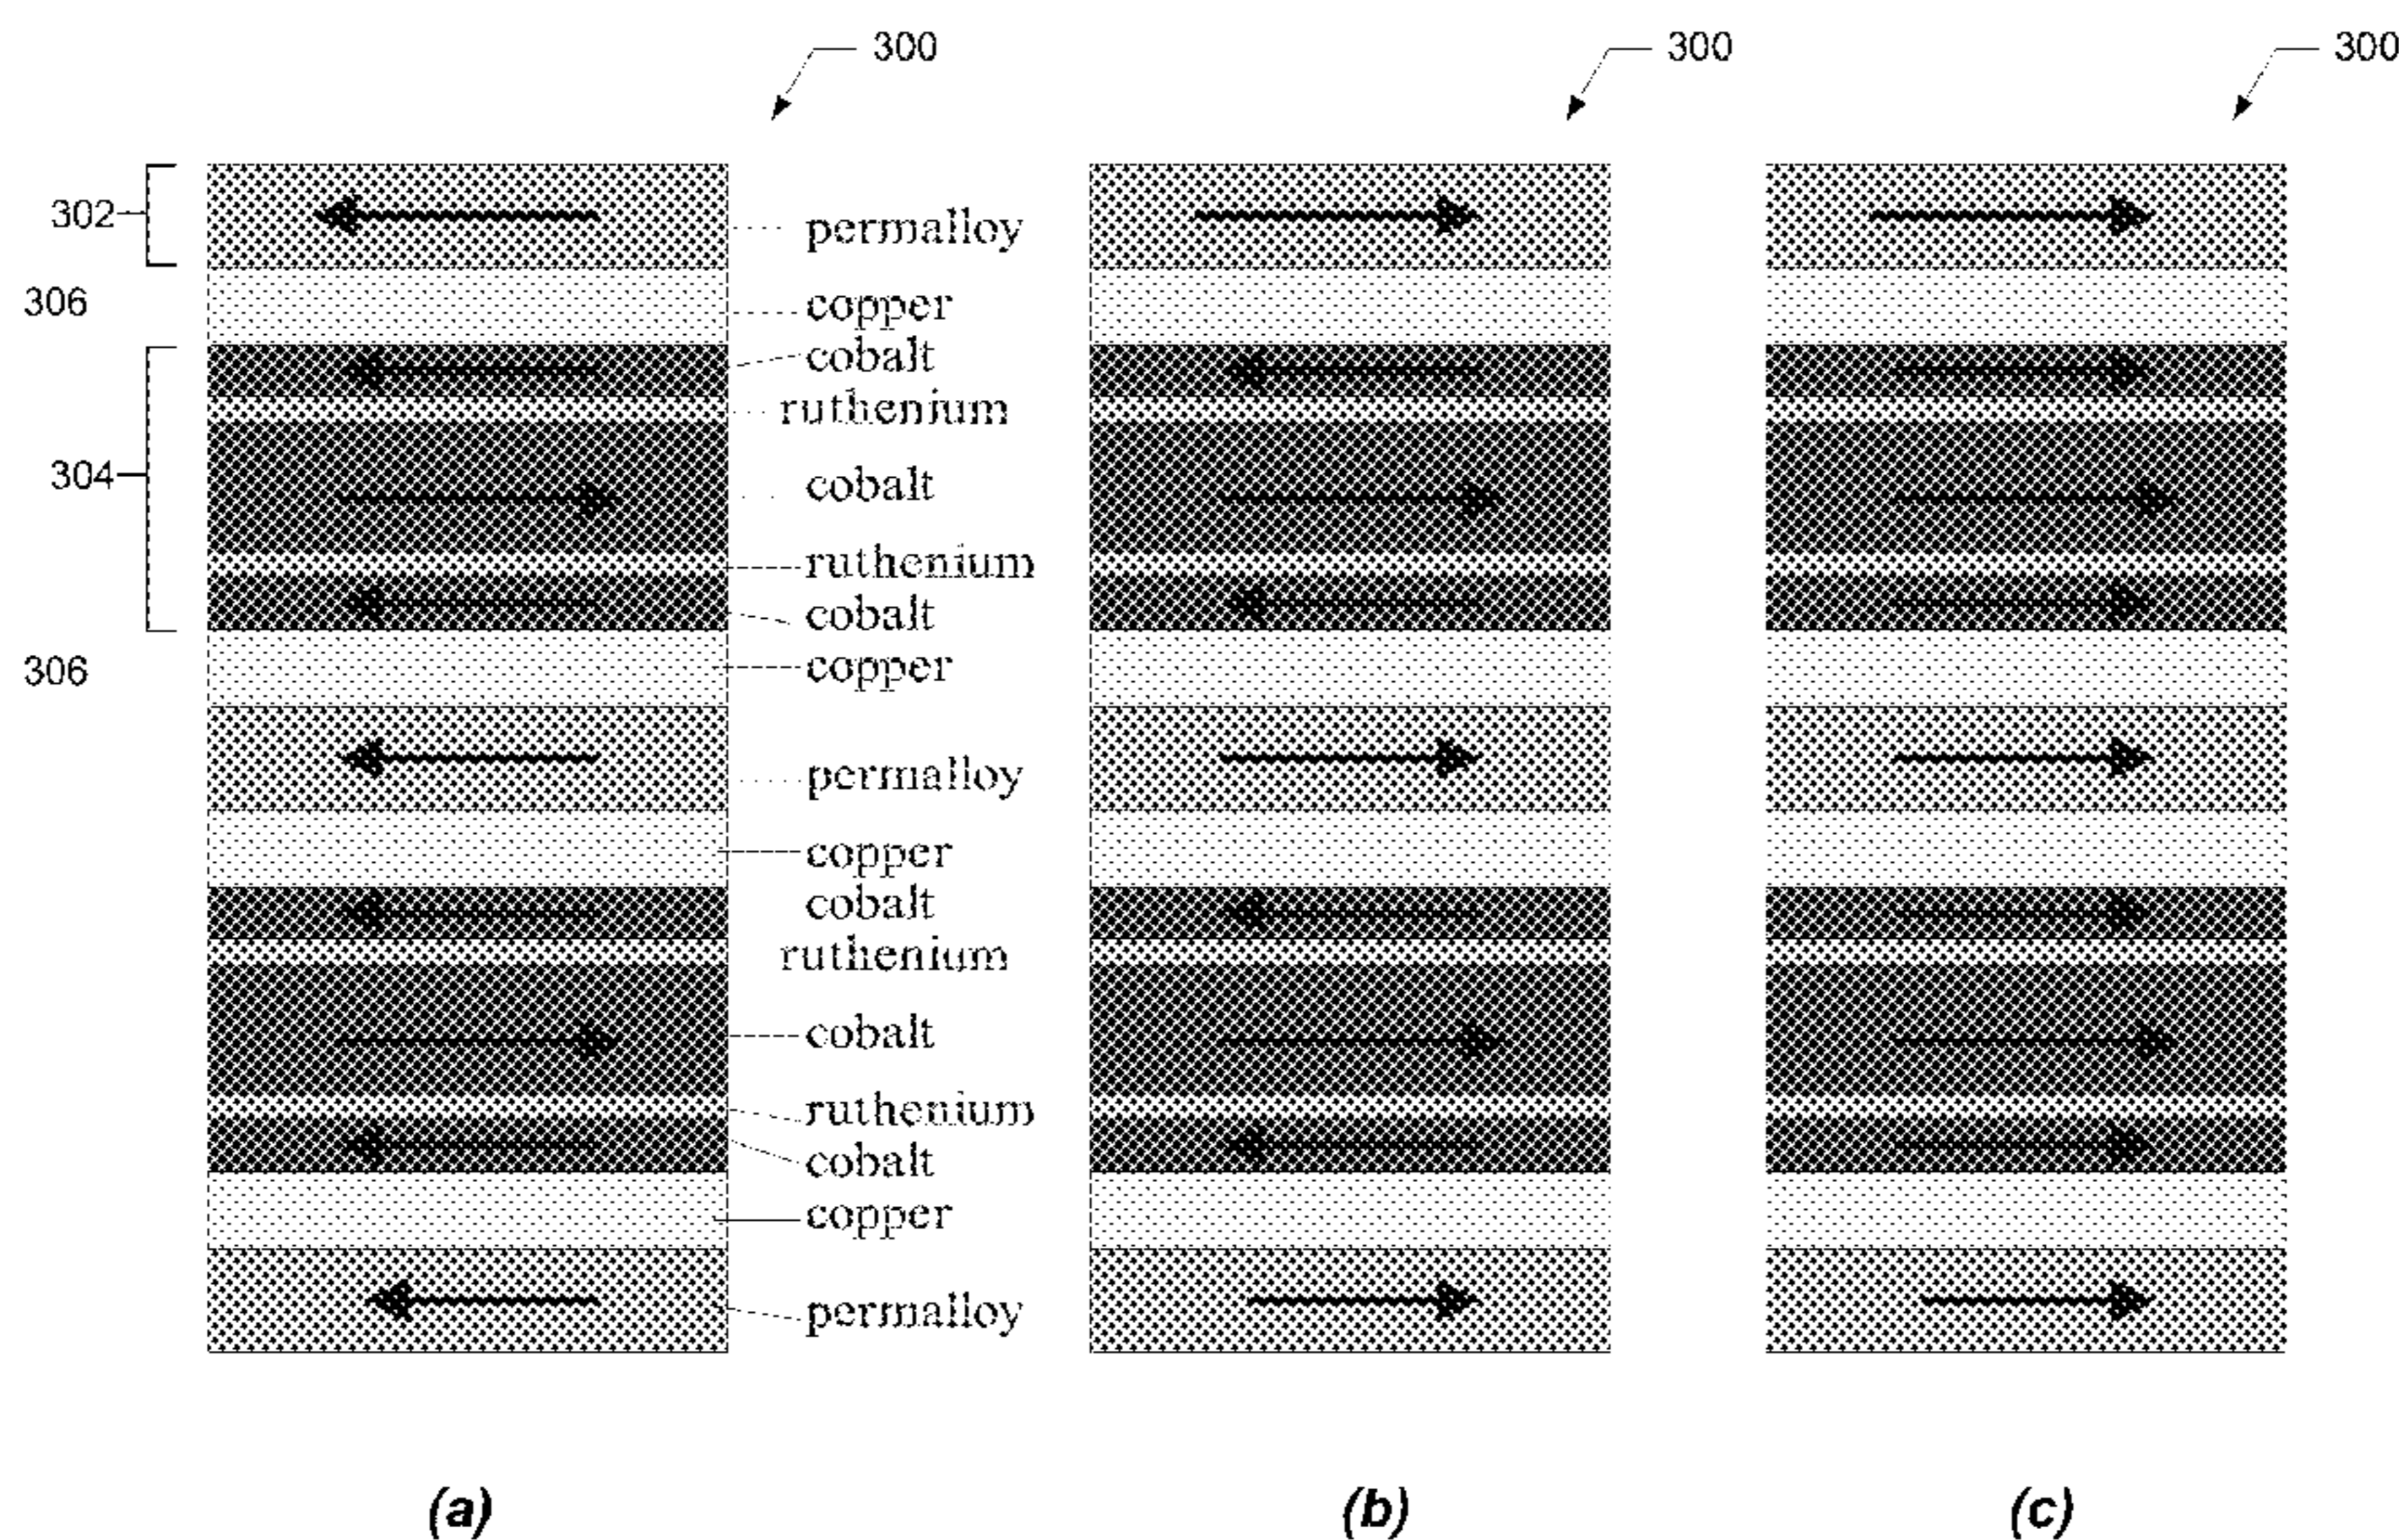 300 300 300
302 permalloy
306 copper
cobalt
ruthenium
304 cobalt
ruthenium
cobalt
306 copper
permalloy
copper
cobalt
ruthenium
cobalt
ruthenium
cobalt
copper
permalloy
(a) (b) (c)